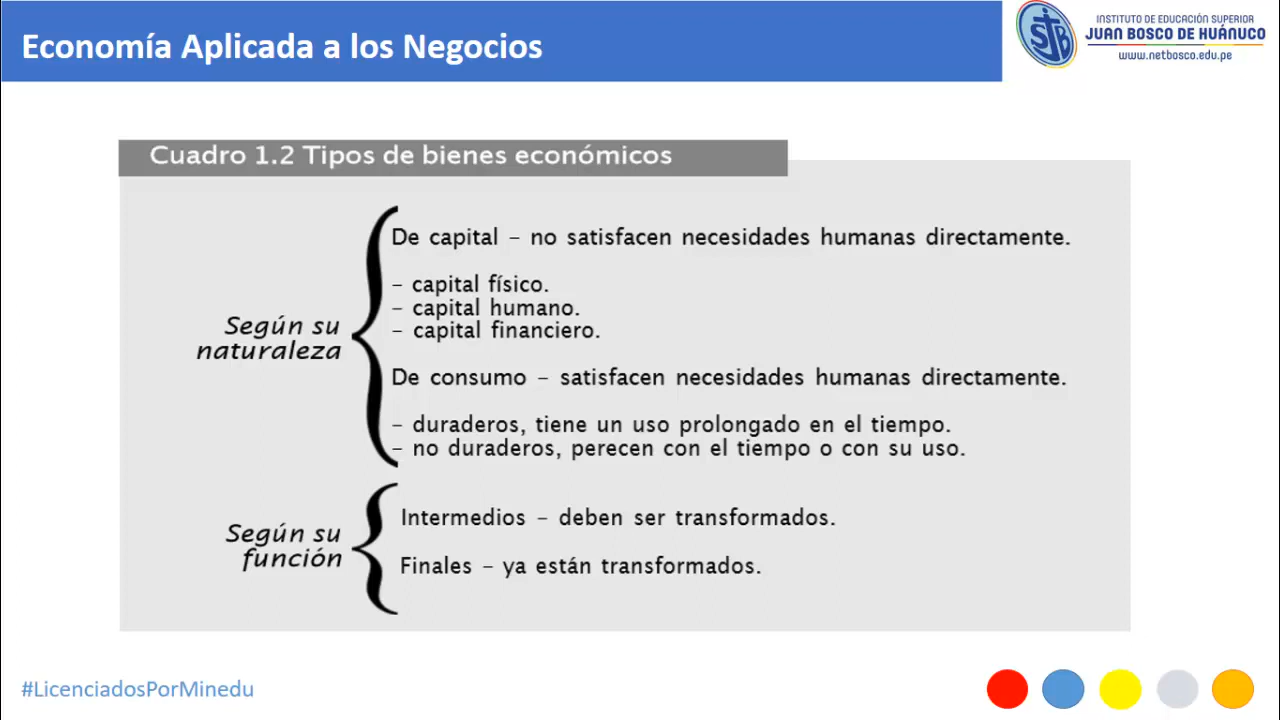 Economía Aplicada a los Negocios
INSTITUTO DE EDUCACIÓN SUPERIOR
JUAN BOSCO DE HUÁNUCO
www.netbosco.edu.pe
SJB
Cuadro 1.2 Tipos de bienes económicos
Según su
naturaleza
De capital – no satisfacen necesidades humanas directamente.
– capital físico.
– capital humano.
– capital financiero.
De consumo – satisfacen necesidades humanas directamente.
– duraderos, tiene un uso prolongado en el tiempo.
– no duraderos, perecen con el tiempo o con su uso.
Según su
función
Intermedios – deben ser transformados.
Finales – ya están transformados.
#LicenciadosPorMinedu